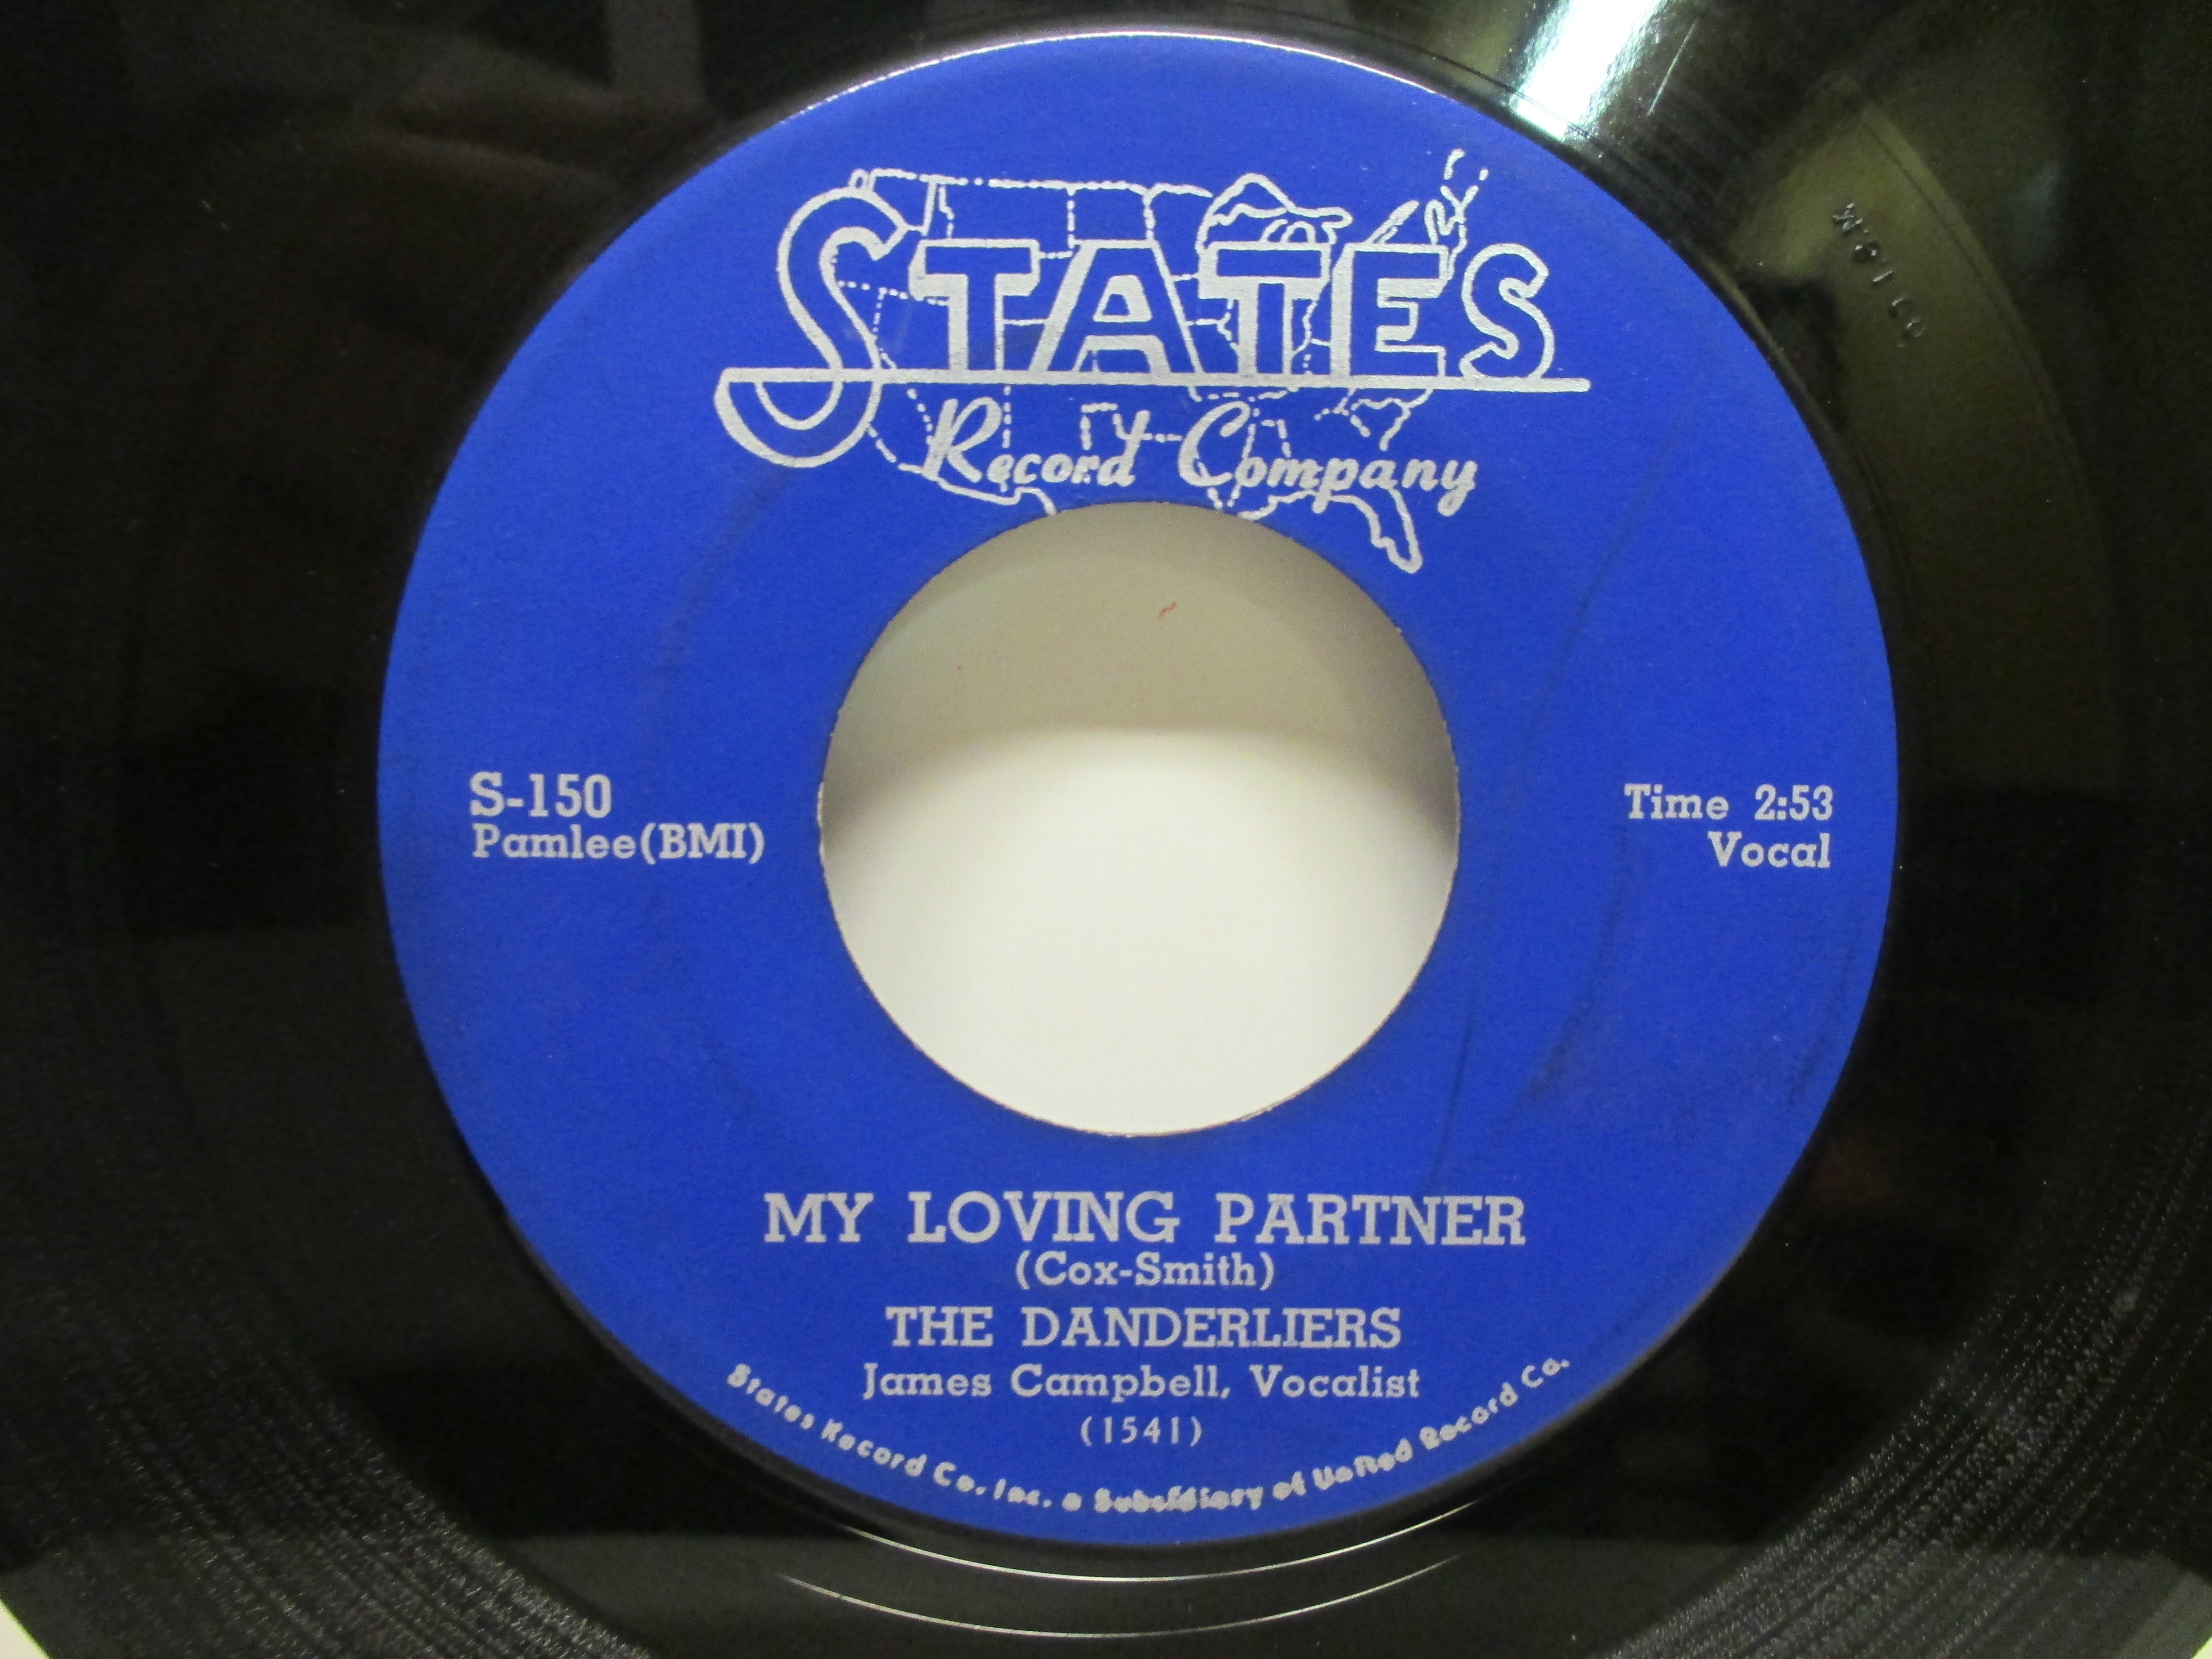 STATES
Record Company
S-150
Pamlee(BMI)
Time 2:53
Vocal
MY LOVING PARTNER
(Cox-Smith)
THE DANDERLIERS
James Campbell, Vocalist
(1541)
States Record Co. Inc. a Subsidiary of United Record Co.